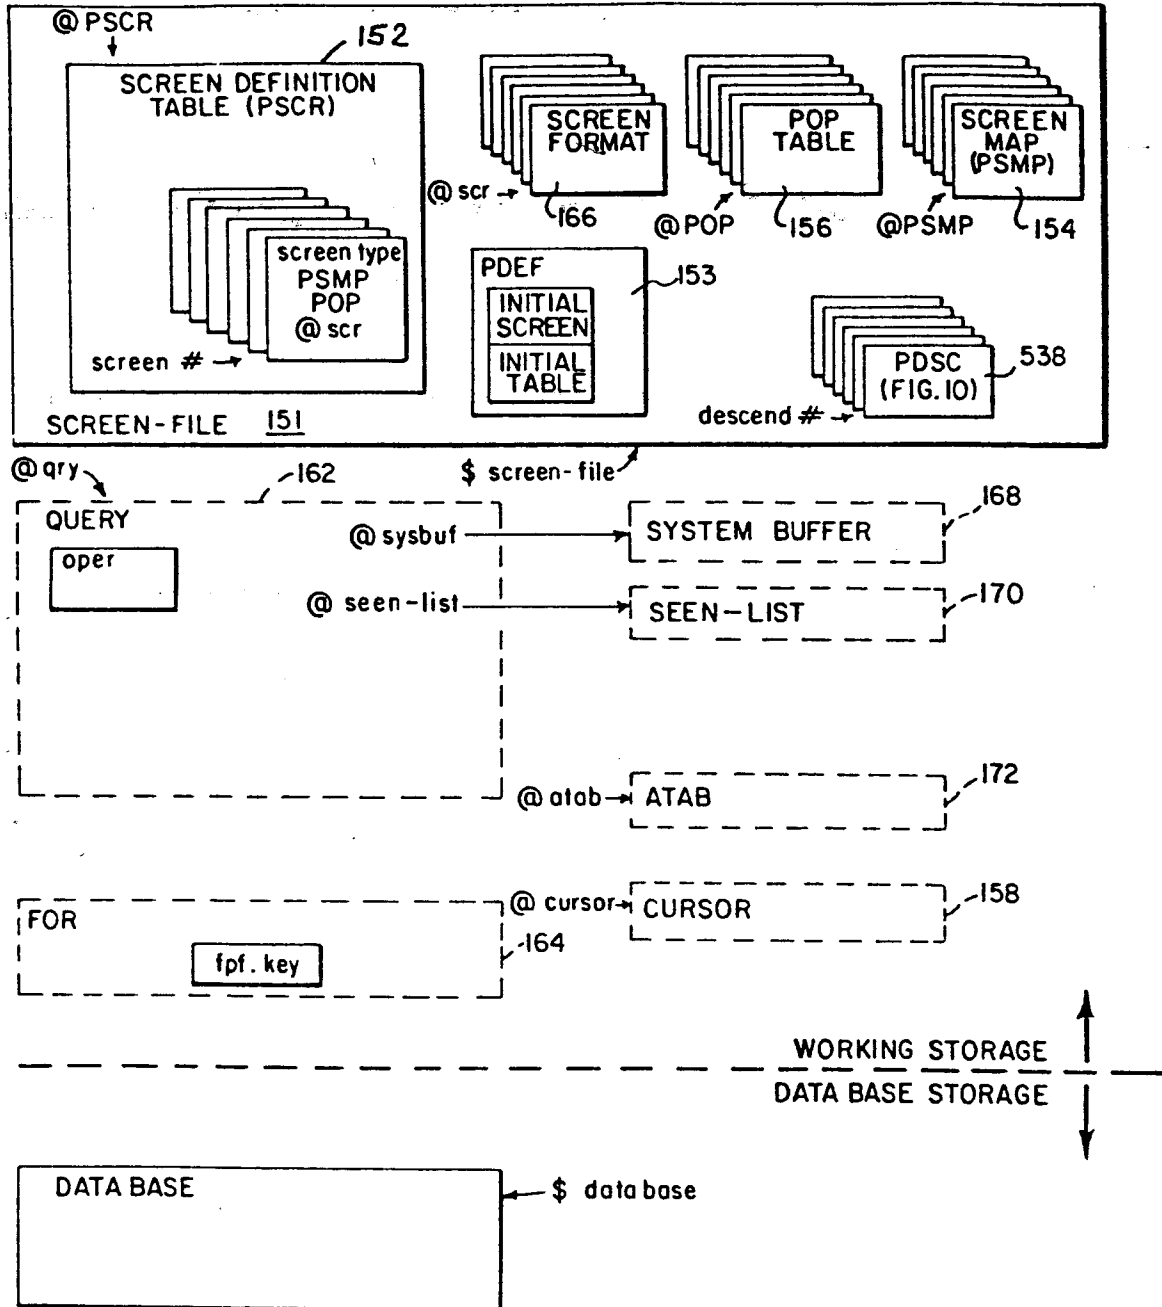 @ PSCR
152
SCREEN DEFINITION
TABLE (PSCR)
screen type
PSMP
POP
@ scr
screen #
SCREEN-FILE 151
SCREEN
FORMAT
@ scr
166
POP
TABLE
@ POP
156
SCREEN
MAP
(PSMP)
@ PSMP
154
PDEF
153
INITIAL
SCREEN
INITIAL
TABLE
PDSC
(FIG. 10)
538
descend #
$ screen-file
@ qry
162
QUERY
oper
@ sysbuf
SYSTEM BUFFER
168
@ seen-list
SEEN-LIST
170
@ atab
ATAB
172
FOR
fpf. key
164
@ cursor
CURSOR
158
WORKING STORAGE
DATA BASE STORAGE
DATA BASE
$ data base